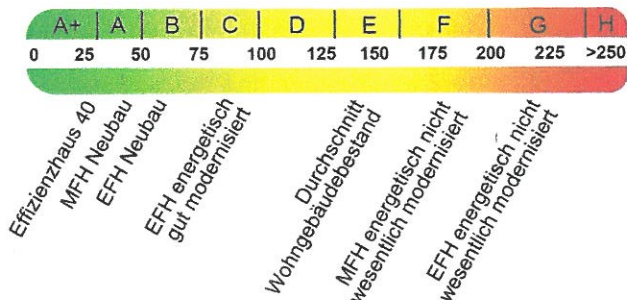 A+ A B C D E F G H
0 25 50 75 100 125 150 175 200 225 >250
Effizienzhaus 40
MFH Neubau
EFH Neubau
EFH energetisch
gut modernisiert
Durchschnitt
Wohngebäudebestand
MFH energetisch nicht
wesentlich modernisiert
EFH energetisch nicht
wesentlich modernisiert